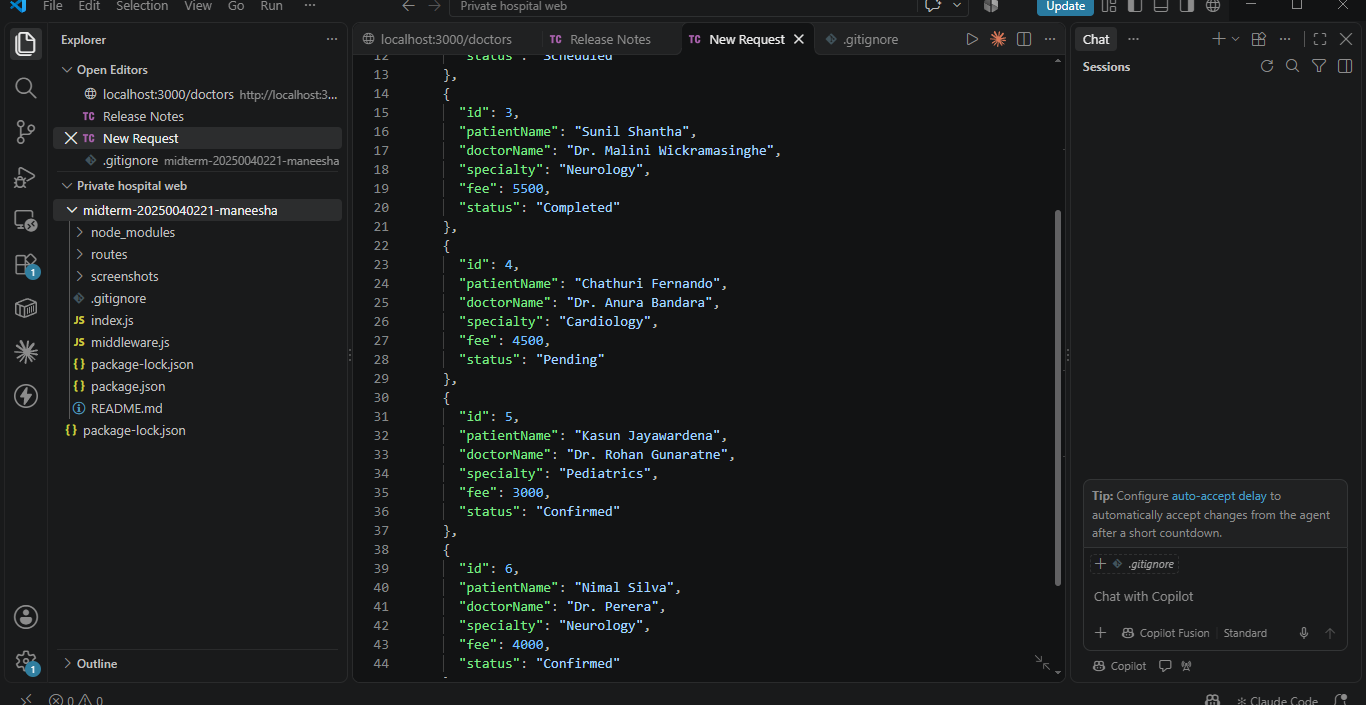 File Edit Selection View Go Run ···
Private hospital web
Update
Explorer ···
Open Editors
localhost:3000/doctors http://localhost:3...
TC Release Notes
TC New Request
.gitignore midterm-20250040221-maneesha
Private hospital web
midterm-20250040221-maneesha
node_modules
routes
screenshots
.gitignore
JS index.js
JS middleware.js
{} package-lock.json
{} package.json
README.md
{} package-lock.json
Outline
1
1
localhost:3000/doctors
TC Release Notes
TC New Request
.gitignore
12 "status": "Scheduled"
13 },
14 {
15 "id": 3,
16 "patientName": "Sunil Shantha",
17 "doctorName": "Dr. Malini Wickramasinghe",
18 "specialty": "Neurology",
19 "fee": 5500,
20 "status": "Completed"
21 },
22 {
23 "id": 4,
24 "patientName": "Chathuri Fernando",
25 "doctorName": "Dr. Anura Bandara",
26 "specialty": "Cardiology",
27 "fee": 4500,
28 "status": "Pending"
29 },
30 {
31 "id": 5,
32 "patientName": "Kasun Jayawardena",
33 "doctorName": "Dr. Rohan Gunaratne",
34 "specialty": "Pediatrics",
35 "fee": 3000,
36 "status": "Confirmed"
37 },
38 {
39 "id": 6,
40 "patientName": "Nimal Silva",
41 "doctorName": "Dr. Perera",
42 "specialty": "Neurology",
43 "fee": 4000,
44 "status": "Confirmed"
Chat ···
Sessions
Tip: Configure auto-accept delay to
automatically accept changes from the agent
after a short countdown.
.gitignore
Chat with Copilot
Copilot Fusion Standard
Copilot
0 0
Claude Code